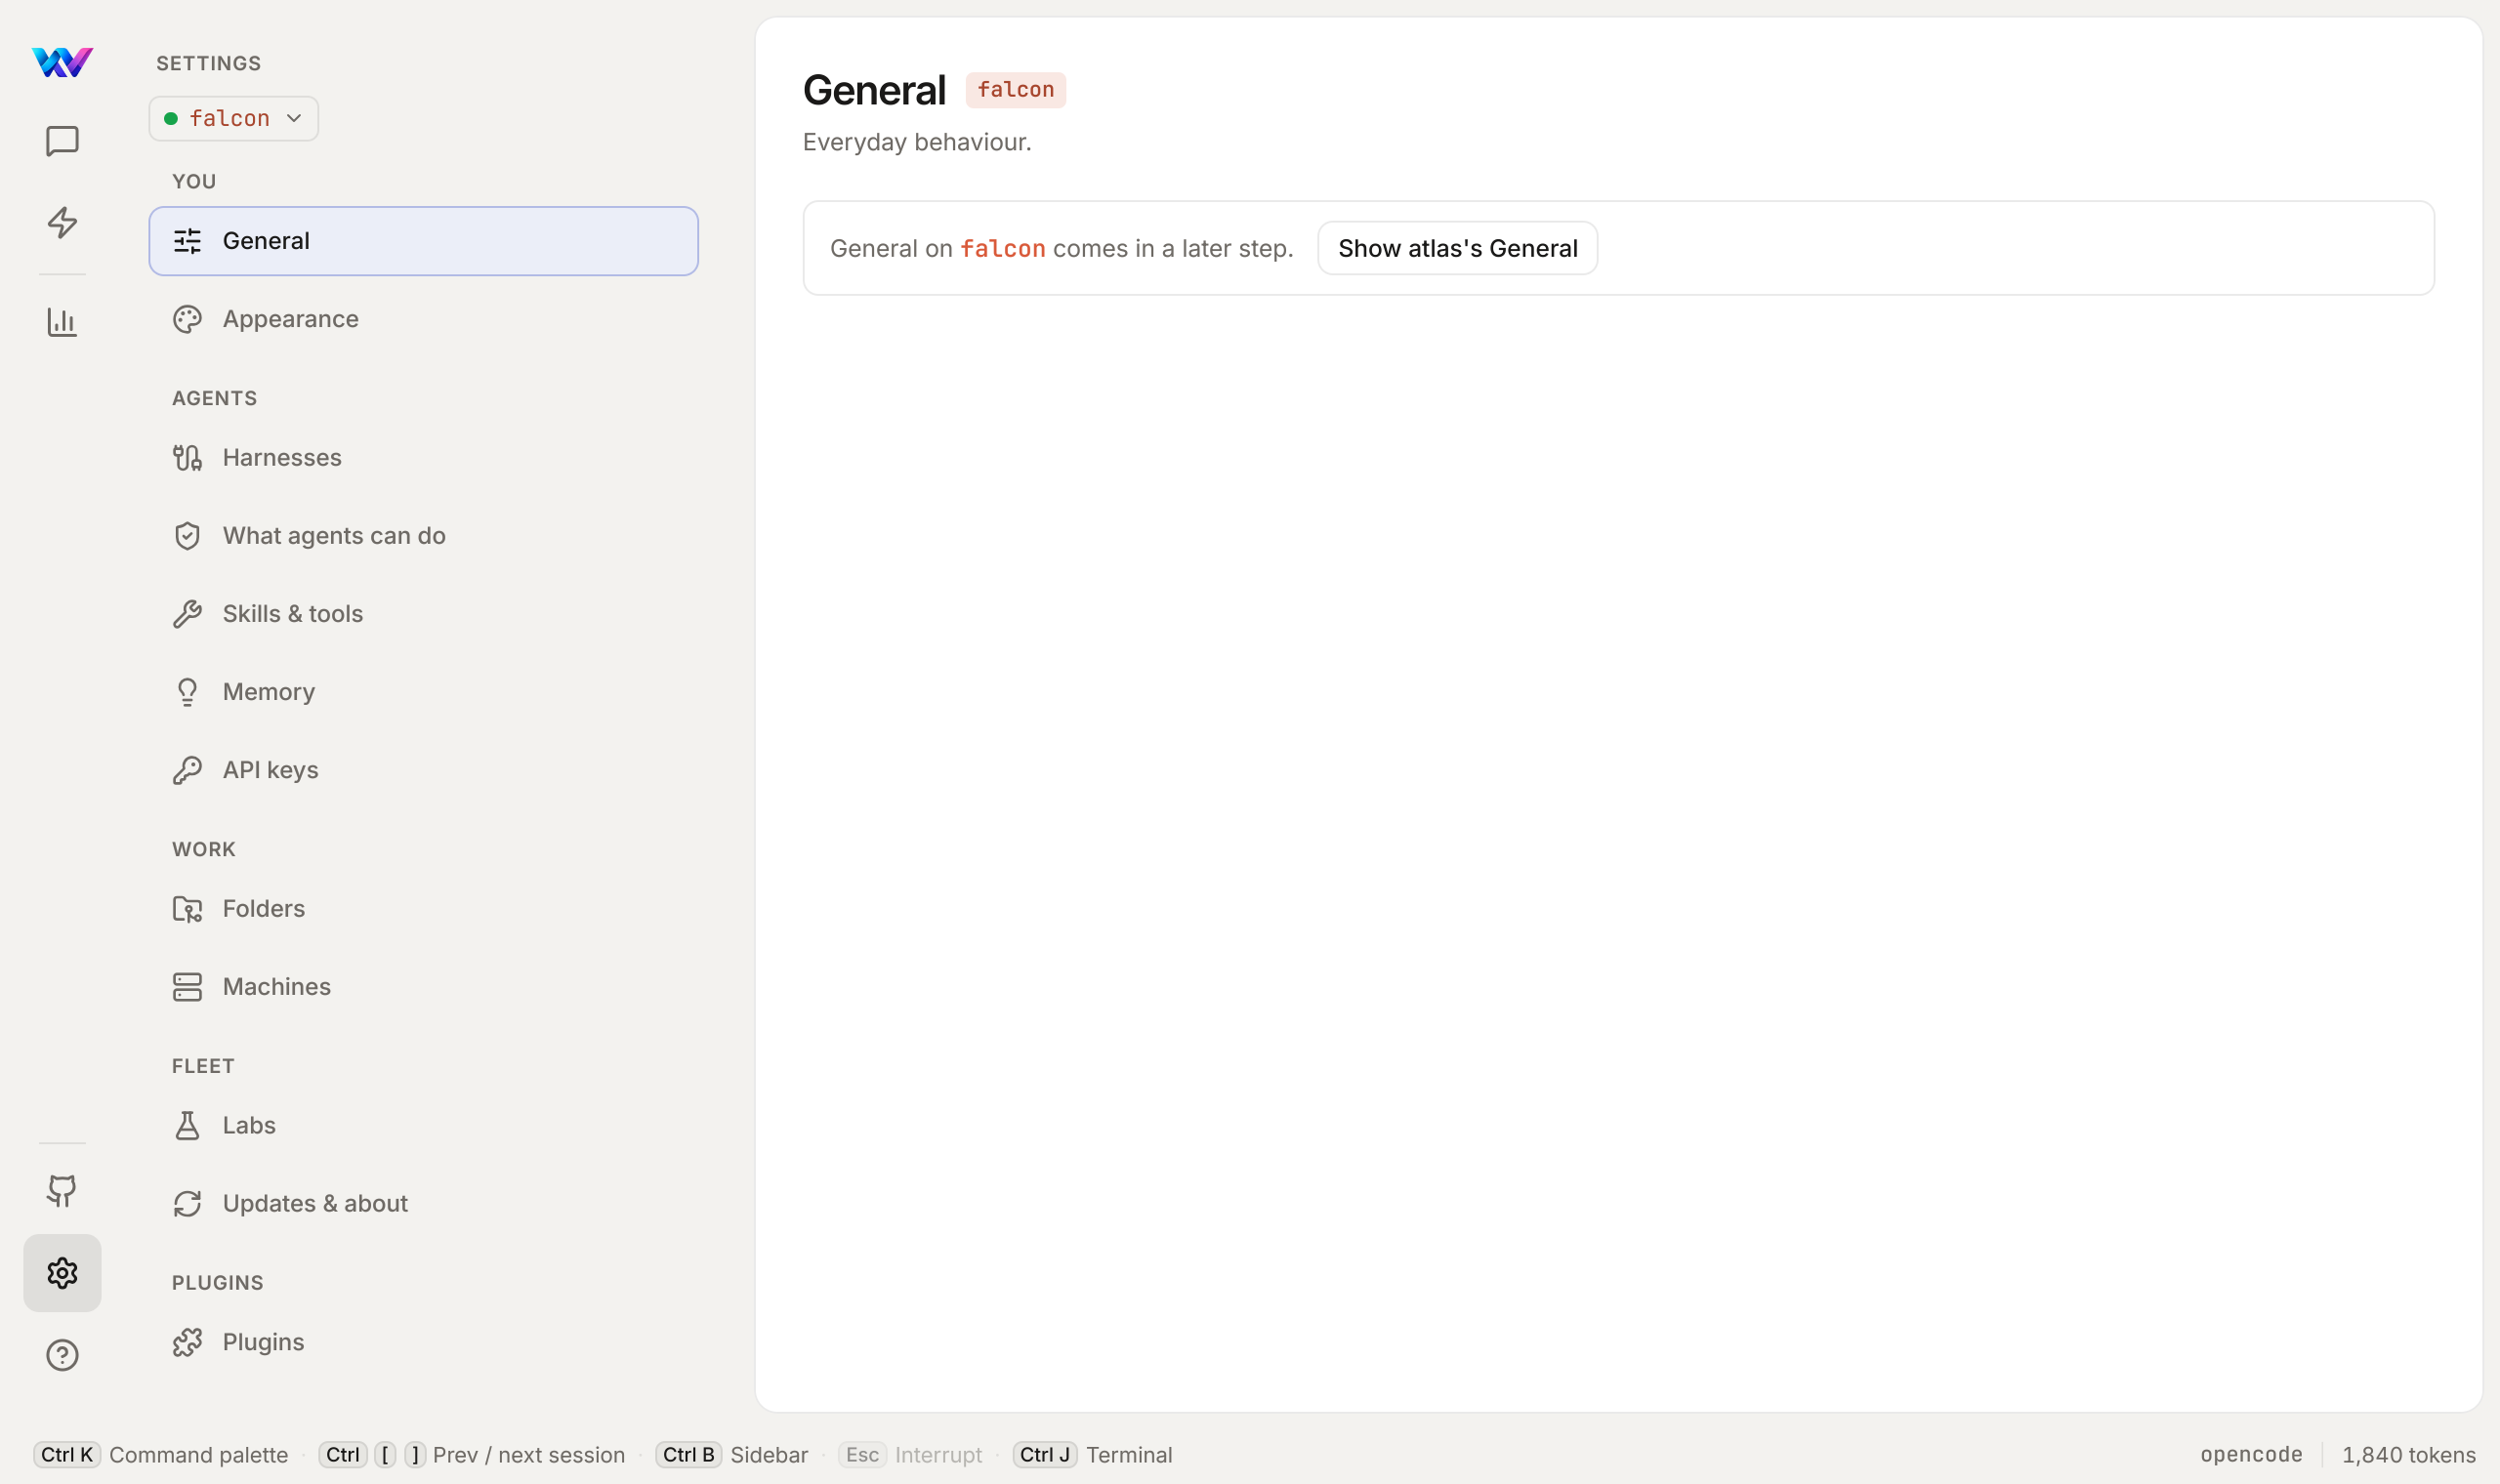 SETTINGS
falcon
YOU
General
Appearance
AGENTS
Harnesses
What agents can do
Skills & tools
Memory
API keys
WORK
Folders
Machines
FLEET
Labs
Updates & about
PLUGINS
Plugins
General falcon
Everyday behaviour.
General on falcon comes in a later step. Show atlas's General
Ctrl K Command palette · Ctrl [ ] Prev / next session · Ctrl B Sidebar · Esc Interrupt · Ctrl J Terminal
opencode 1,840 tokens